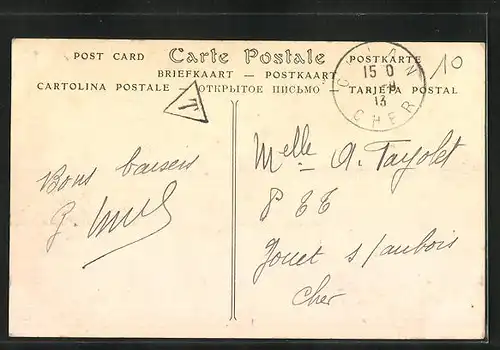 POST CARD Carte Postale POSTKARTE
BRIEFKAART — POSTKAART
CARTOLINA POSTALE — ОТКРЫТОЕ ПИСЬМО TARJETA POSTAL
10
15 0
13
CHER
T
Bons baisers
Melle A. Tayolet
P T T
Jouet s/aubois
Cher